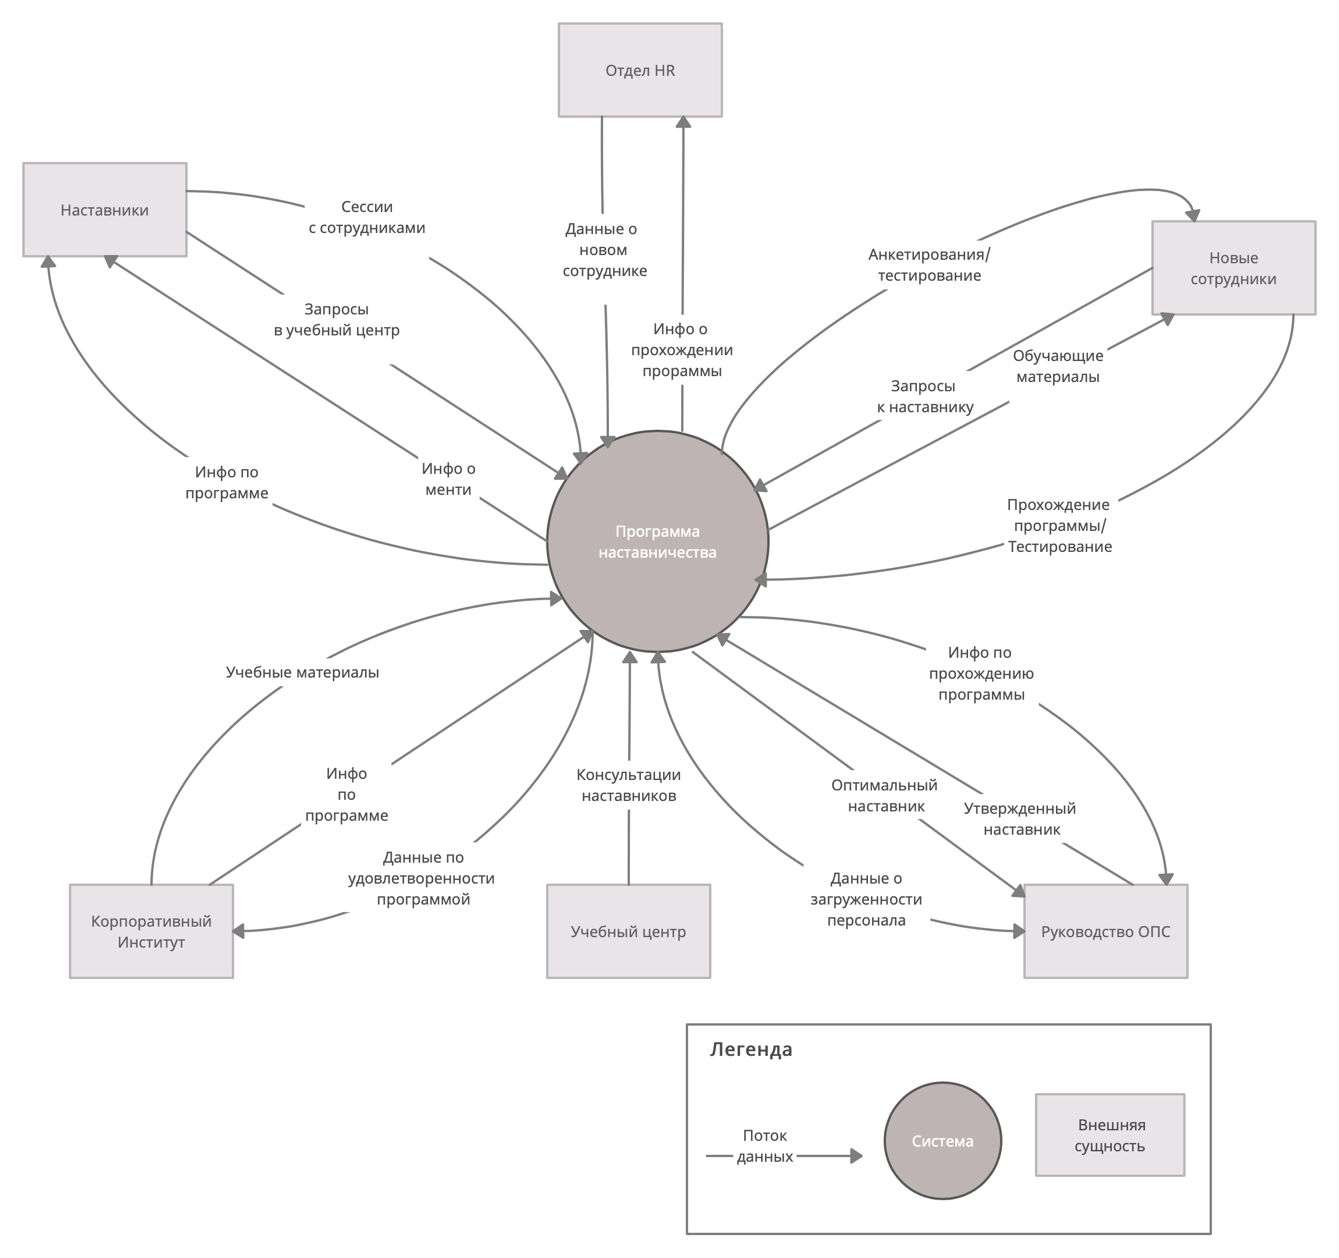 Отдел HR
Наставники
Сессии
с сотрудниками
Данные о
новом
сотруднике
Анкетирования/
тестирование
Новые
сотрудники
Запросы
в учебный центр
Инфо о
прохождении
прораммы
Обучающие
материалы
Запросы
к наставнику
Инфо по
программе
Инфо о
менти
Программа
наставничества
Прохождение
программы/
Тестирование
Учебные материалы
Инфо по
прохождению
программы
Инфо
по
программе
Консультации
наставников
Оптимальный
наставник
Утвержденный
наставник
Данные по
удовлетворенности
программой
Данные о
загруженности
персонала
Корпоративный
Институт
Учебный центр
Руководство ОПС
Легенда
Поток
данных
Система
Внешняя
сущность